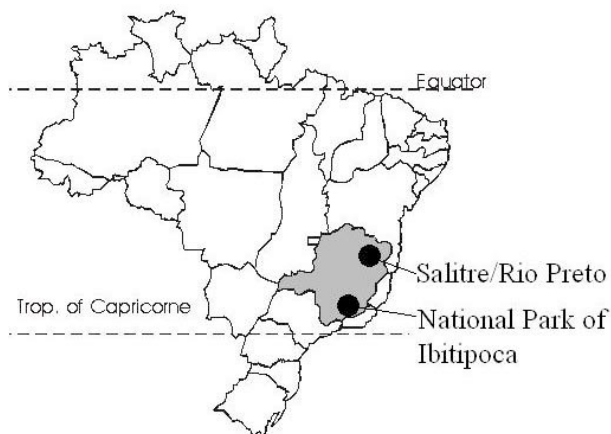 Equator
Salitre/Rio Preto
Trop. of Capricorne
National Park of
Ibitipoca